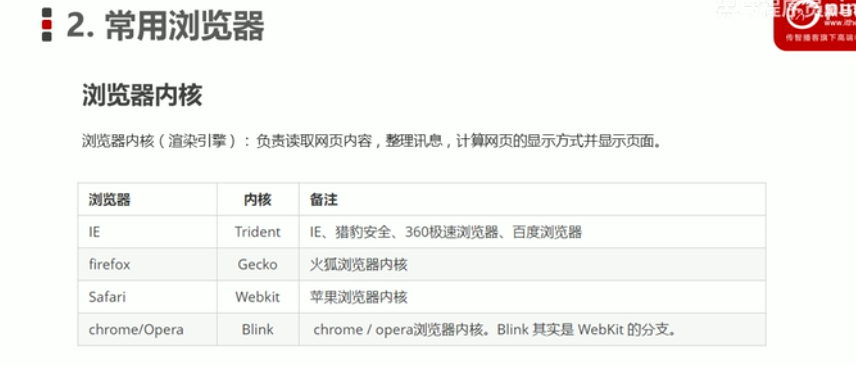 2. 常用浏览器
浏览器内核
浏览器内核（渲染引擎）：负责读取网页内容，整理讯息，计算网页的显示方式并显示页面。
浏览器 内核 备注
IE Trident IE、猎豹安全、360极速浏览器、百度浏览器
firefox Gecko 火狐浏览器内核
Safari Webkit 苹果浏览器内核
chrome/Opera Blink chrome / opera浏览器内核。Blink 其实是 WebKit 的分支。